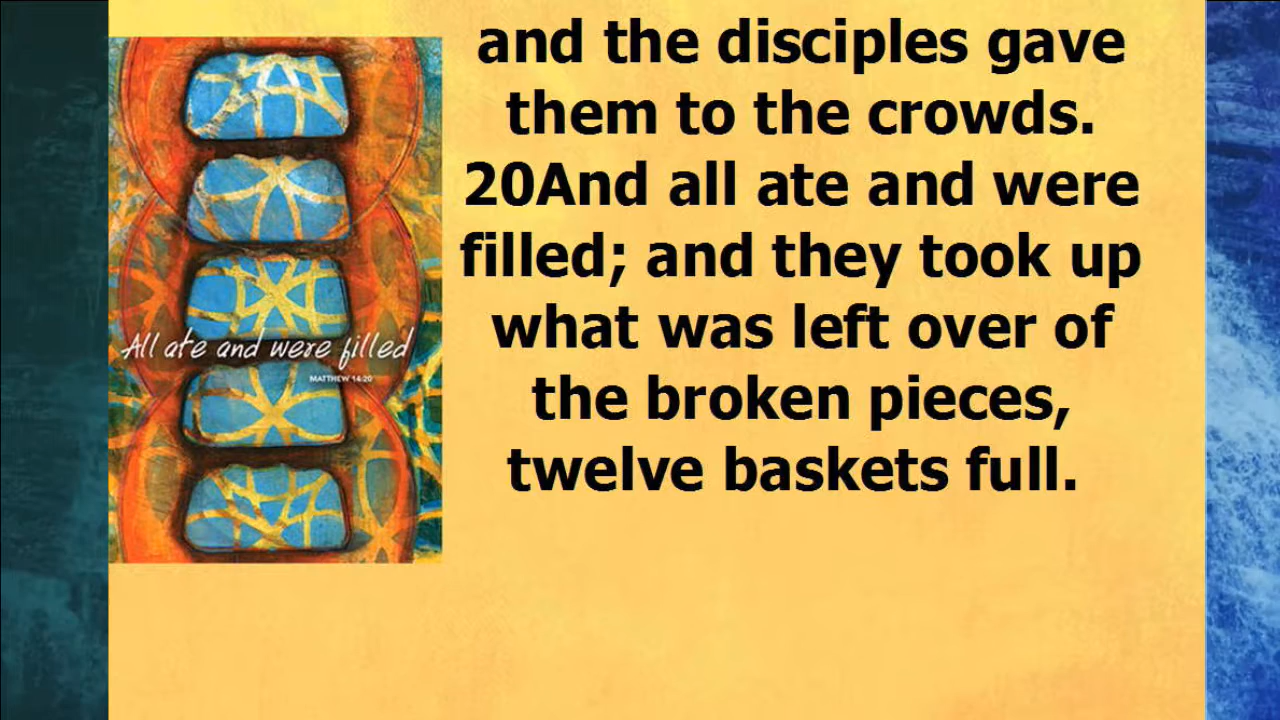 and the disciples gave
them to the crowds.
20And all ate and were
filled; and they took up
what was left over of
the broken pieces,
twelve baskets full.
All ate and were filled
MATTHEW 14:20